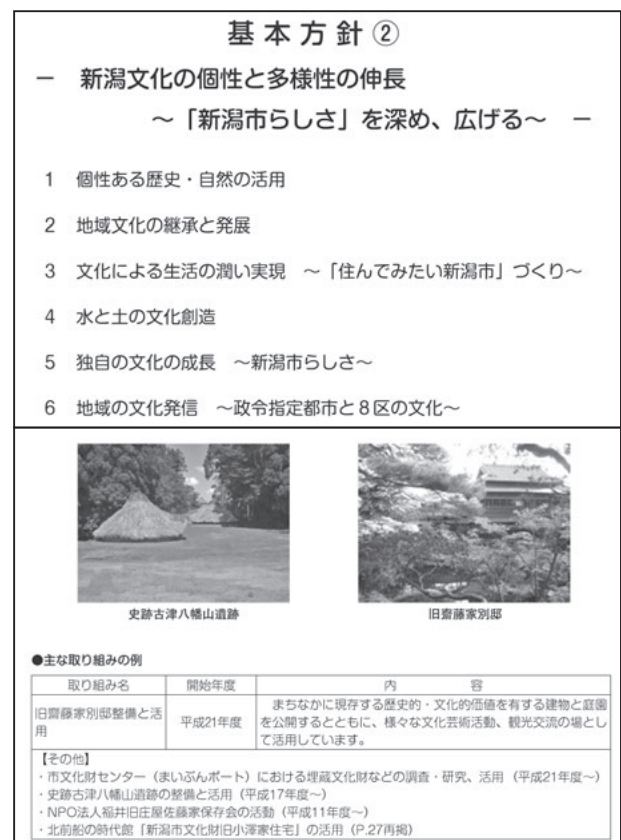 基本方針②
－ 新潟文化の個性と多様性の伸長
～「新潟市らしさ」を深め、広げる～ －
1 個性ある歴史・自然の活用
2 地域文化の継承と発展
3 文化による生活の潤い実現 ～「住んでみたい新潟市」づくり～
4 水と土の文化創造
5 独自の文化の成長 ～新潟市らしさ～
6 地域の文化発信 ～政令指定都市と8区の文化～
史跡古津八幡山遺跡
旧齋藤家別邸
●主な取り組みの例
取り組み名 開始年度 内 容
旧齋藤家別邸整備と活用
平成21年度
まちなかに現存する歴史的・文化的価値を有する建物と庭園
を公開するとともに、様々な文化芸術活動、観光交流の場とし
て活用しています。
【その他】
・市文化財センター（まいぶんポート）における埋蔵文化財などの調査・研究、活用（平成21年度～）
・史跡古津八幡山遺跡の整備と活用（平成17年度～）
・NPO法人福井旧庄屋佐藤家保存会の活動（平成11年度～）
・北前船の時代館「新潟市文化財旧小澤家住宅」の活用（P.27再掲）